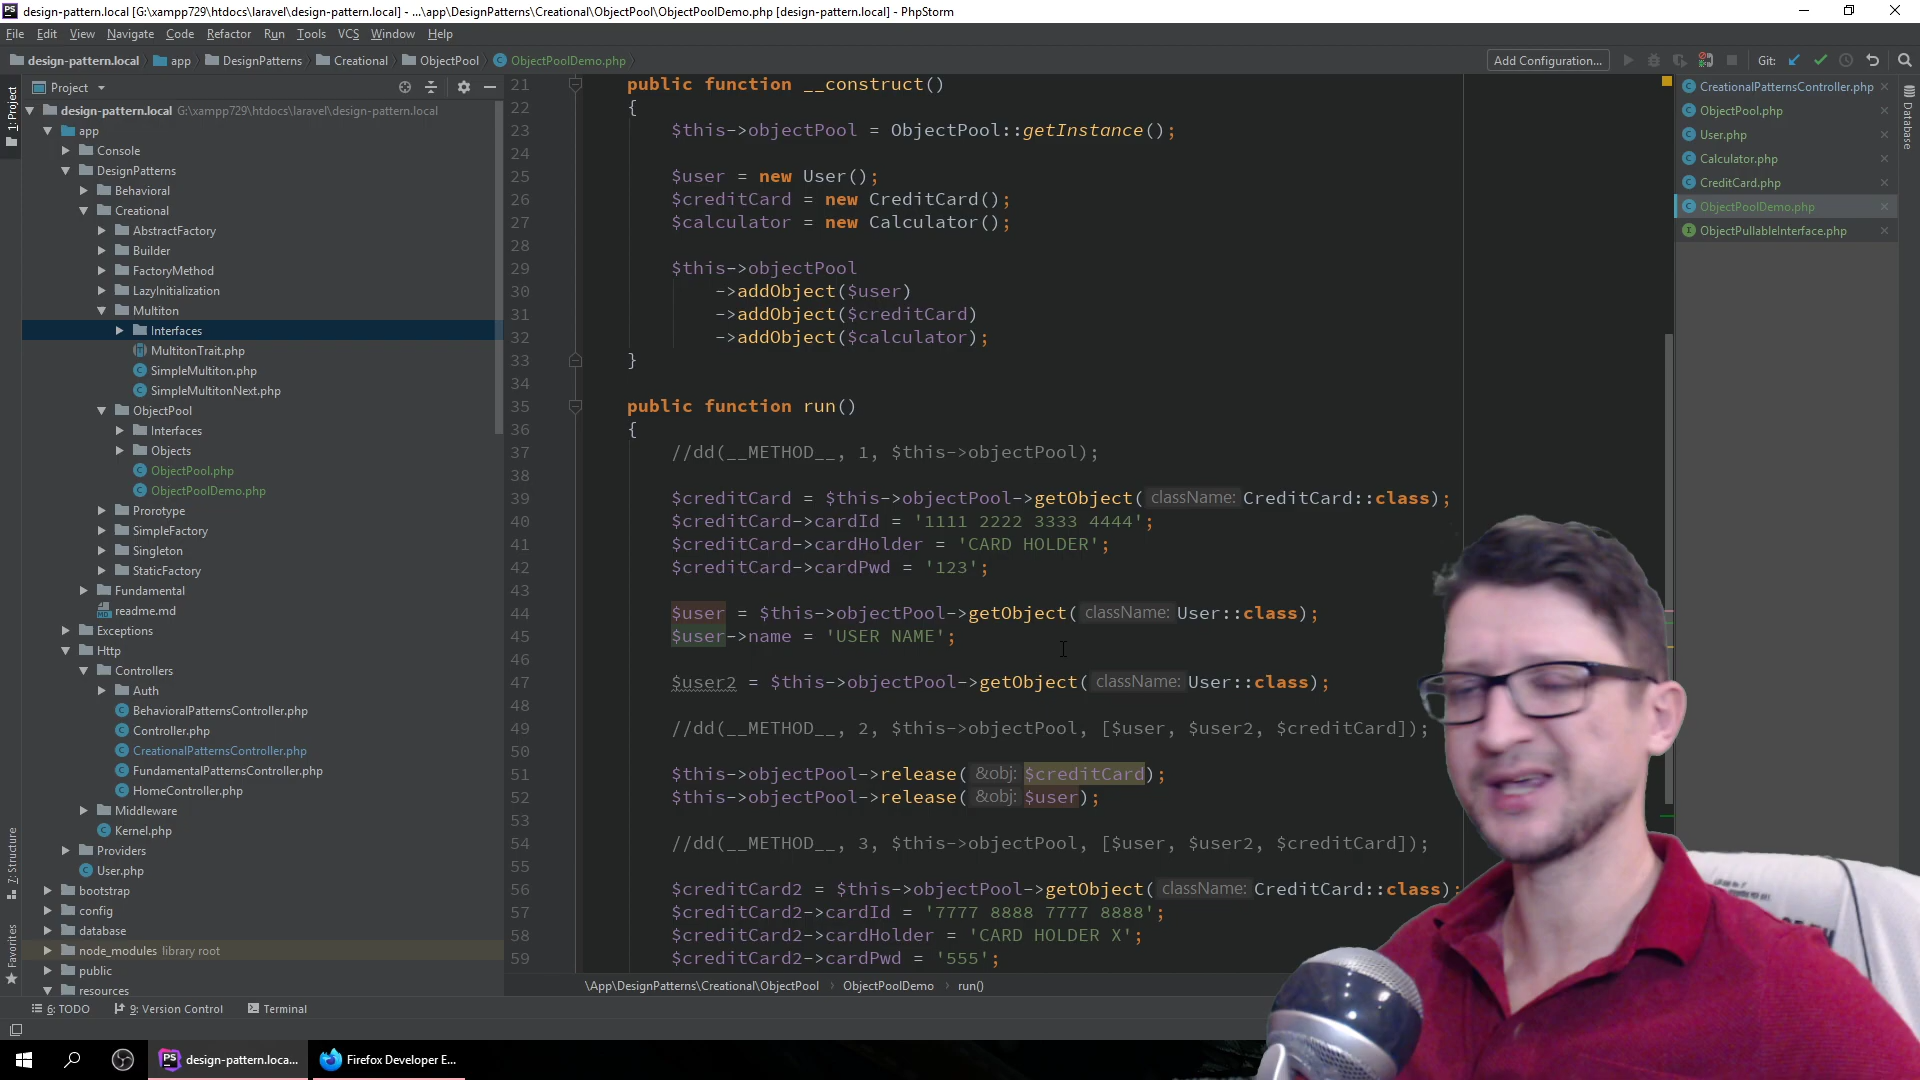 design-pattern.local [G:\xampp729\htdocs\laravel\design-pattern.local] - ...\app\DesignPatterns\Creational\ObjectPool\ObjectPoolDemo.php [design-pattern.local] - PhpStorm
File Edit View Navigate Code Refactor Run Tools VCS Window Help
design-pattern.local app DesignPatterns Creational ObjectPool ObjectPoolDemo.php
Add Configuration... Git:
1: Project
7: Structure
Favorites
Project
design-pattern.local G:\xampp729\htdocs\laravel\design-pattern.local
app
Console
DesignPatterns
Behavioral
Creational
AbstractFactory
Builder
FactoryMethod
LazyInitialization
Multiton
Interfaces
MultitonTrait.php
SimpleMultiton.php
SimpleMultitonNext.php
ObjectPool
Interfaces
Objects
ObjectPool.php
ObjectPoolDemo.php
Prorotype
SimpleFactory
Singleton
StaticFactory
Fundamental
readme.md
Exceptions
Http
Controllers
Auth
BehavioralPatternsController.php
Controller.php
CreationalPatternsController.php
FundamentalPatternsController.php
HomeController.php
Middleware
Kernel.php
Providers
User.php
bootstrap
config
database
node_modules library root
public
resources
21 public function __construct()
22 {
23 $this->objectPool = ObjectPool::getInstance();
24
25 $user = new User();
26 $creditCard = new CreditCard();
27 $calculator = new Calculator();
28
29 $this->objectPool
30 ->addObject($user)
31 ->addObject($creditCard)
32 ->addObject($calculator);
33 }
34
35 public function run()
36 {
37 //dd(__METHOD__, 1, $this->objectPool);
38
39 $creditCard = $this->objectPool->getObject( className: CreditCard::class);
40 $creditCard->cardId = '1111 2222 3333 4444';
41 $creditCard->cardHolder = 'CARD HOLDER';
42 $creditCard->cardPwd = '123';
43
44 $user = $this->objectPool->getObject( className: User::class);
45 $user->name = 'USER NAME';
46
47 $user2 = $this->objectPool->getObject( className: User::class);
48
49 //dd(__METHOD__, 2, $this->objectPool, [$user, $user2, $creditCard]);
50
51 $this->objectPool->release( &obj: $creditCard);
52 $this->objectPool->release( &obj: $user);
53
54 //dd(__METHOD__, 3, $this->objectPool, [$user, $user2, $creditCard]);
55
56 $creditCard2 = $this->objectPool->getObject( className: CreditCard::class);
57 $creditCard2->cardId = '7777 8888 7777 8888';
58 $creditCard2->cardHolder = 'CARD HOLDER X';
59 $creditCard2->cardPwd = '555';
\App\DesignPatterns\Creational\ObjectPool ObjectPoolDemo run()
CreationalPatternsController.php
ObjectPool.php
User.php
Calculator.php
CreditCard.php
ObjectPoolDemo.php
ObjectPullableInterface.php
Database
6: TODO 9: Version Control Terminal
design-pattern.loca... Firefox Developer E...